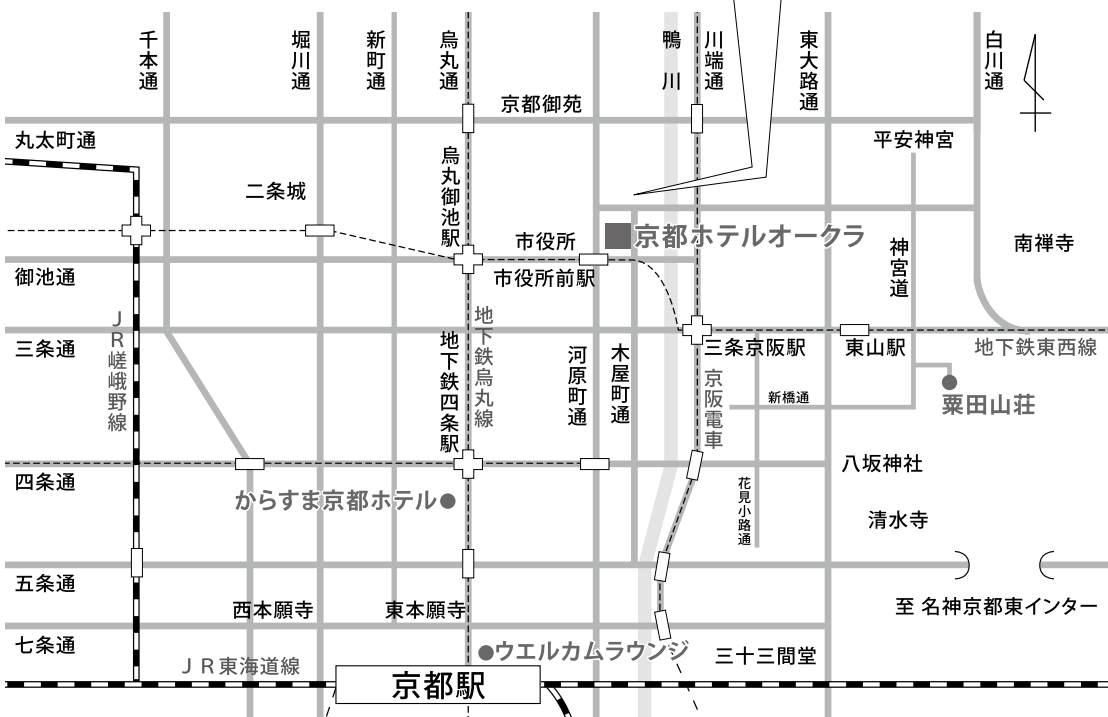 千本通
堀川通
新町通
烏丸通
鴨川
川端通
東大路通
白川通
京都御苑
丸太町通
平安神宮
烏丸御池駅
二条城
市役所
京都ホテルオークラ
神宮道
南禅寺
御池通
市役所前駅
JR嵯峨野線
地下鉄烏丸線
三条通
地下鉄四条駅
河原町通
木屋町通
三条京阪駅
東山駅
地下鉄東西線
京阪電車
新橋通
粟田山荘
四条通
からすま京都ホテル
花見小路通
八坂神社
清水寺
五条通
西本願寺
東本願寺
至 名神京都東インター
七条通
JR東海道線
ウエルカムラウンジ
三十三間堂
京都駅